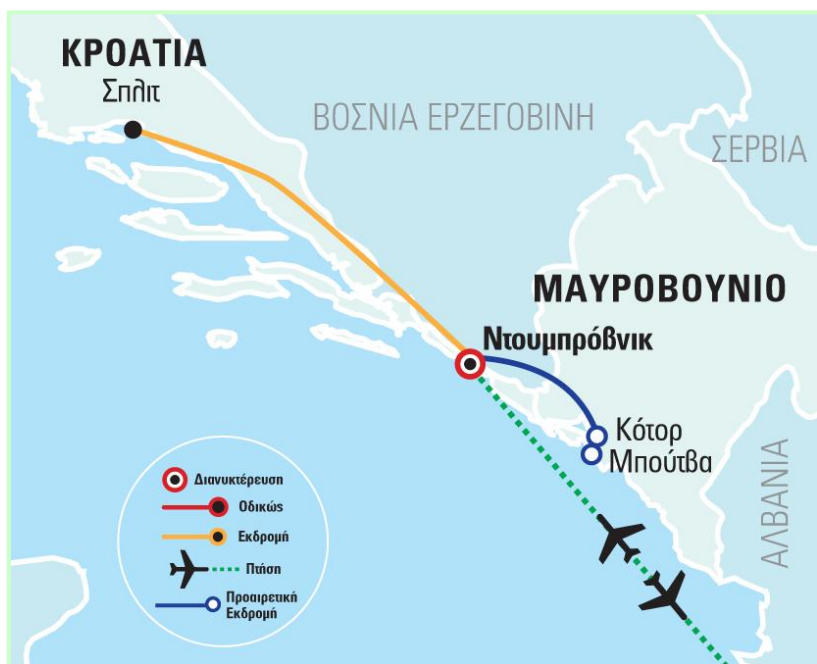 ΚΡΟΑΤΙΑ
Σπλιτ
ΒΟΣΝΙΑ ΕΡΖΕΓΟΒΙΝΗ
ΣΕΡΒΙΑ
ΜΑΥΡΟΒΟΥΝΙΟ
Ντουμπρόβνικ
Κότορ
Μπούτβα
ΑΛΒΑΝΙΑ
Διανυκτέρευση
Οδικώς
Εκδρομή
Πτήση
Προαιρετική
Εκδρομή